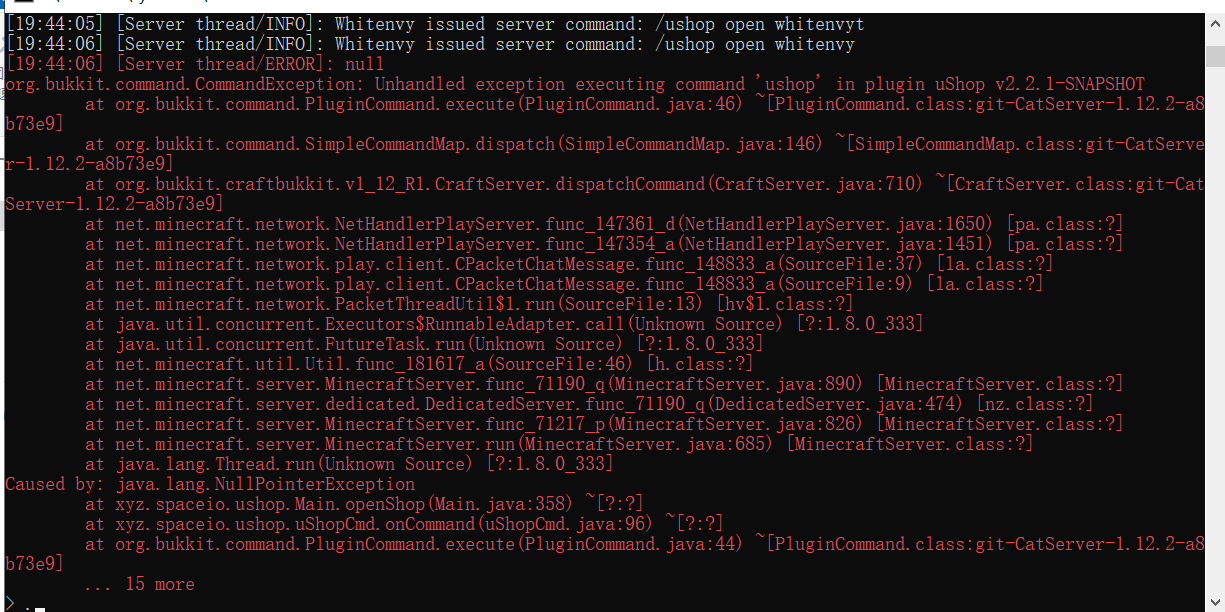 [19:44:05] [Server thread/INFO]: Whitenvy issued server command: /ushop open whitenvyt
[19:44:06] [Server thread/INFO]: Whitenvy issued server command: /ushop open whitenvy
[19:44:06] [Server thread/ERROR]: null
org.bukkit.command.CommandException: Unhandled exception executing command 'ushop' in plugin uShop v2.2.1-SNAPSHOT
at org.bukkit.command.PluginCommand.execute(PluginCommand.java:46) ~[PluginCommand.class:git-CatServer-1.12.2-a8
b73e9]
at org.bukkit.command.SimpleCommandMap.dispatch(SimpleCommandMap.java:146) ~[SimpleCommandMap.class:git-CatServe
r-1.12.2-a8b73e9]
at org.bukkit.craftbukkit.v1_12_R1.CraftServer.dispatchCommand(CraftServer.java:710) ~[CraftServer.class:git-Cat
Server-1.12.2-a8b73e9]
at net.minecraft.network.NetHandlerPlayServer.func_147361_d(NetHandlerPlayServer.java:1650) [pa.class:?]
at net.minecraft.network.NetHandlerPlayServer.func_147354_a(NetHandlerPlayServer.java:1451) [pa.class:?]
at net.minecraft.network.play.client.CPacketChatMessage.func_148833_a(SourceFile:37) [la.class:?]
at net.minecraft.network.play.client.CPacketChatMessage.func_148833_a(SourceFile:9) [la.class:?]
at net.minecraft.network.PacketThreadUtil$1.run(SourceFile:13) [hv$1.class:?]
at java.util.concurrent.Executors$RunnableAdapter.call(Unknown Source) [?:1.8.0_333]
at java.util.concurrent.FutureTask.run(Unknown Source) [?:1.8.0_333]
at net.minecraft.util.Util.func_181617_a(SourceFile:46) [h.class:?]
at net.minecraft.server.MinecraftServer.func_71190_q(MinecraftServer.java:890) [MinecraftServer.class:?]
at net.minecraft.server.dedicated.DedicatedServer.func_71190_q(DedicatedServer.java:474) [nz.class:?]
at net.minecraft.server.MinecraftServer.func_71217_p(MinecraftServer.java:826) [MinecraftServer.class:?]
at net.minecraft.server.MinecraftServer.run(MinecraftServer.java:685) [MinecraftServer.class:?]
at java.lang.Thread.run(Unknown Source) [?:1.8.0_333]
Caused by: java.lang.NullPointerException
at xyz.spaceio.ushop.Main.openShop(Main.java:358) ~[?:?]
at xyz.spaceio.ushop.uShopCmd.onCommand(uShopCmd.java:96) ~[?:?]
at org.bukkit.command.PluginCommand.execute(PluginCommand.java:44) ~[PluginCommand.class:git-CatServer-1.12.2-a8
b73e9]
... 15 more
> .